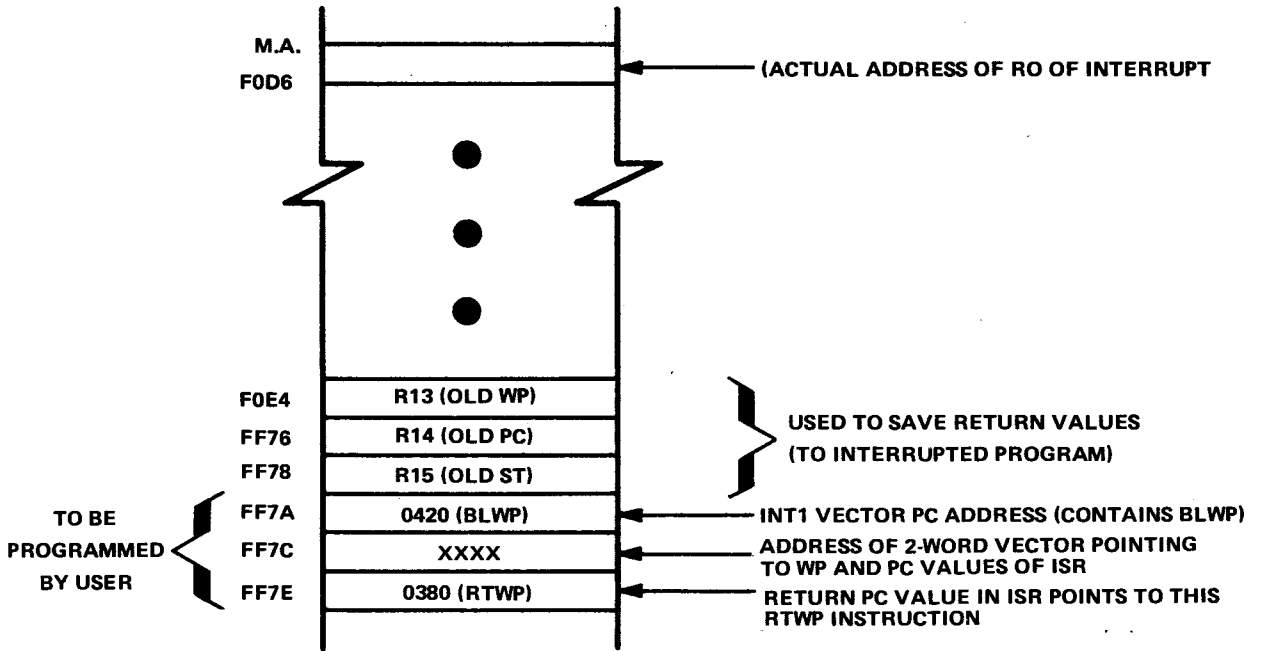 M.A.
(ACTUAL ADDRESS OF RO OF INTERRUPT
F0D6
F0E4
R13 (OLD WP)
FF76
R14 (OLD PC)
FF78
R15 (OLD ST)
USED TO SAVE RETURN VALUES
(TO INTERRUPTED PROGRAM)
TO BE
PROGRAMMED
BY USER
FF7A
0420 (BLWP)
INT1 VECTOR PC ADDRESS (CONTAINS BLWP)
FF7C
XXXX
ADDRESS OF 2-WORD VECTOR POINTING
TO WP AND PC VALUES OF ISR
FF7E
0380 (RTWP)
RETURN PC VALUE IN ISR POINTS TO THIS
RTWP INSTRUCTION